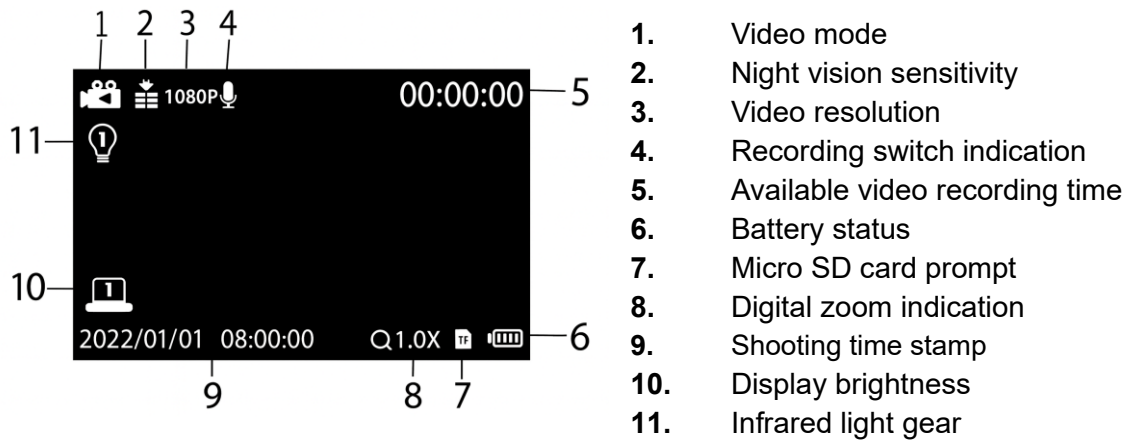 1 2 3 4
1080P 00:00:00 5
11 1
10 1
2022/01/01 08:00:00 1.0X TF 6
9 8 7
1. Video mode
2. Night vision sensitivity
3. Video resolution
4. Recording switch indication
5. Available video recording time
6. Battery status
7. Micro SD card prompt
8. Digital zoom indication
9. Shooting time stamp
10. Display brightness
11. Infrared light gear